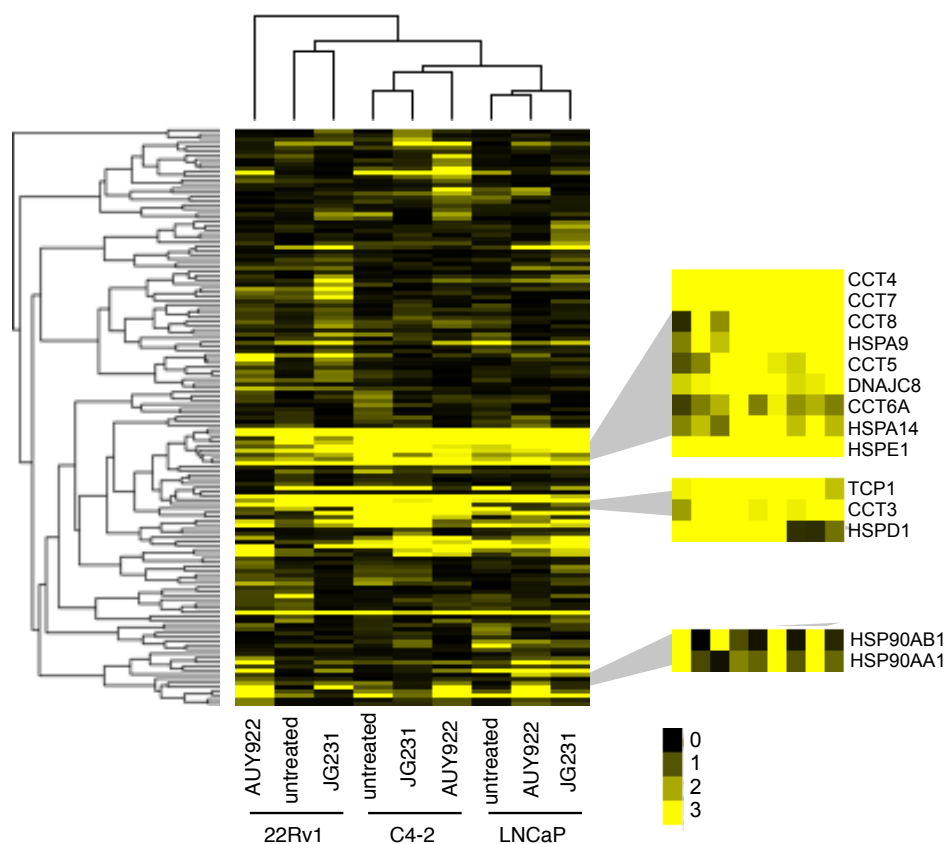 CCT4
CCT7
CCT8
HSPA9
CCT5
DNAJC8
CCT6A
HSPA14
HSPE1
TCP1
CCT3
HSPD1
HSP90AB1
HSP90AA1
AUY922 untreated JG231 untreated JG231 AUY922 untreated AUY922 JG231
22Rv1 C4-2 LNCaP
0
1
2
3